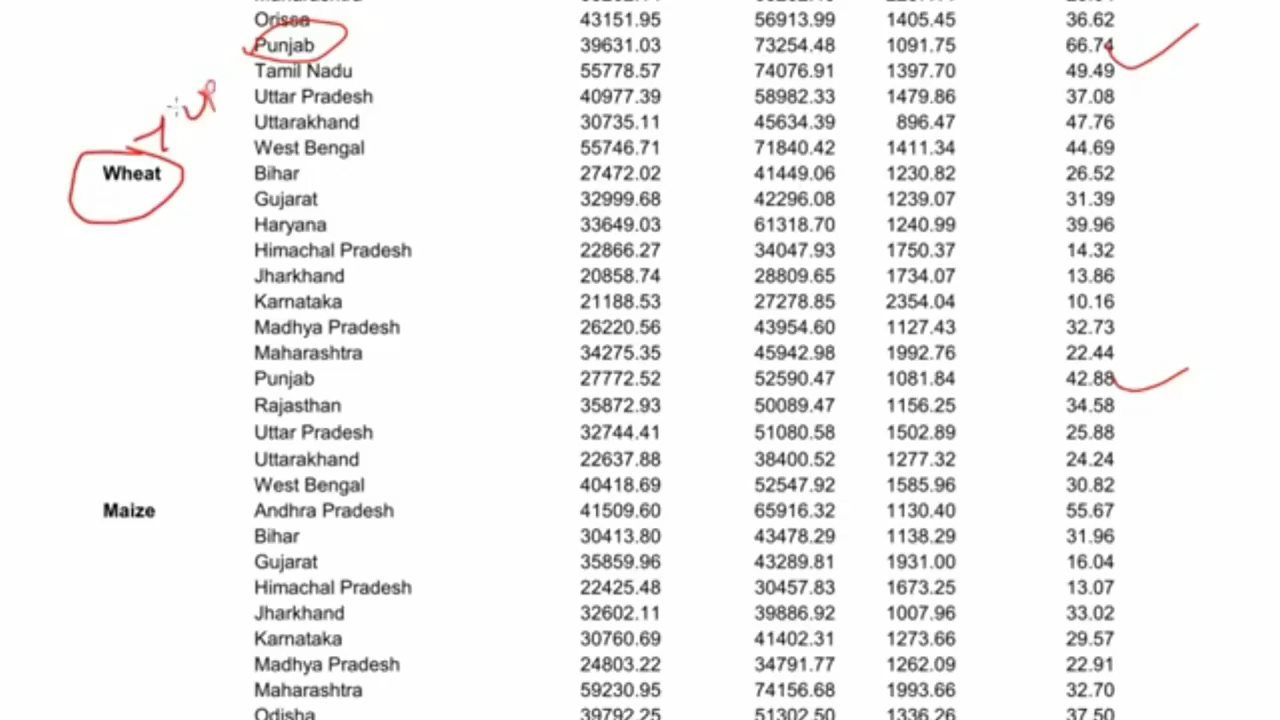 Orissa 43151.95 56913.99 1405.45 36.62
Punjab 39631.03 73254.48 1091.75 66.74
Tamil Nadu 55778.57 74076.91 1397.70 49.49
Uttar Pradesh 40977.39 58982.33 1479.86 37.08
UP
Uttarakhand 30735.11 45634.39 896.47 47.76
West Bengal 55746.71 71840.42 1411.34 44.69
Wheat Bihar 27472.02 41449.06 1230.82 26.52
Gujarat 32999.68 42296.08 1239.07 31.39
Haryana 33649.03 61318.70 1240.99 39.96
Himachal Pradesh 22866.27 34047.93 1750.37 14.32
Jharkhand 20858.74 28809.65 1734.07 13.86
Karnataka 21188.53 27278.85 2354.04 10.16
Madhya Pradesh 26220.56 43954.60 1127.43 32.73
Maharashtra 34275.35 45942.98 1992.76 22.44
Punjab 27772.52 52590.47 1081.84 42.88
Rajasthan 35872.93 50089.47 1156.25 34.58
Uttar Pradesh 32744.41 51080.58 1502.89 25.88
Uttarakhand 22637.88 38400.52 1277.32 24.24
West Bengal 40418.69 52547.92 1585.96 30.82
Maize Andhra Pradesh 41509.60 65916.32 1130.40 55.67
Bihar 30413.80 43478.29 1138.29 31.96
Gujarat 35859.96 43289.81 1931.00 16.04
Himachal Pradesh 22425.48 30457.83 1673.25 13.07
Jharkhand 32602.11 39886.92 1007.96 33.02
Karnataka 30760.69 41402.31 1273.66 29.57
Madhya Pradesh 24803.22 34791.77 1262.09 22.91
Maharashtra 59230.95 74156.68 1993.66 32.70
Odisha 39792.25 51302.50 1336.26 37.50